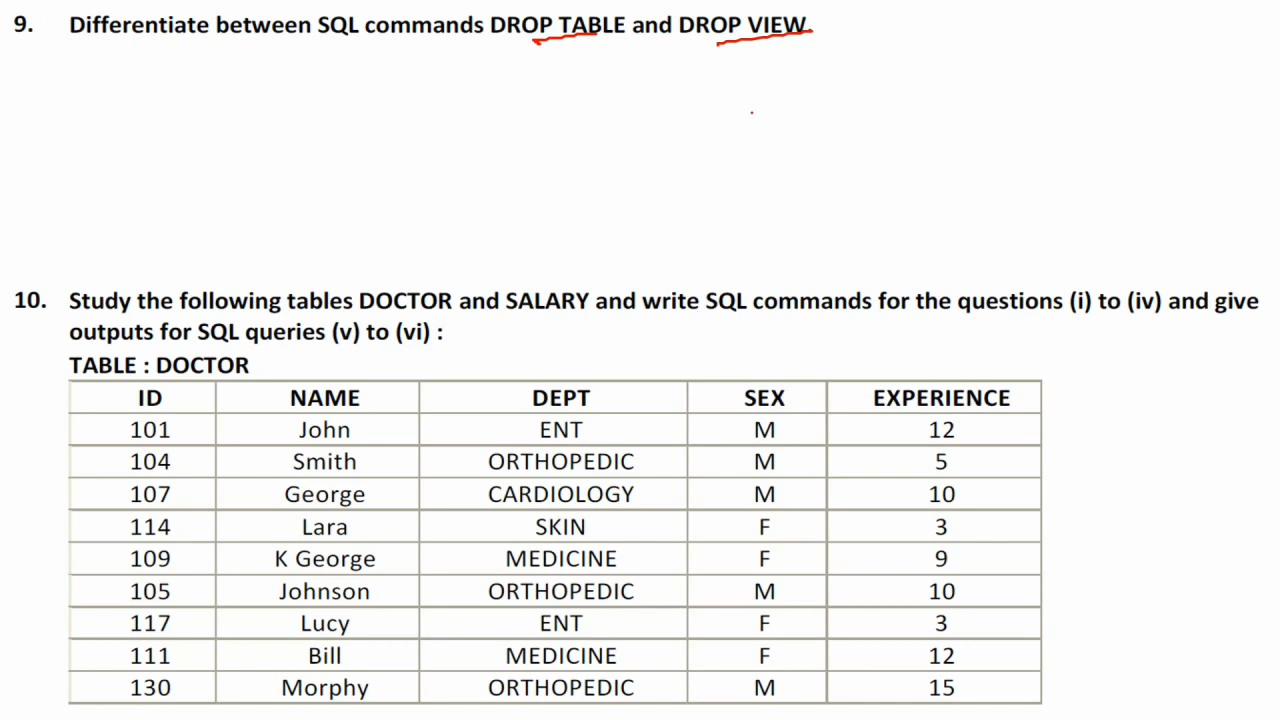 9. Differentiate between SQL commands DROP TABLE and DROP VIEW.
10. Study the following tables DOCTOR and SALARY and write SQL commands for the questions (i) to (iv) and give
outputs for SQL queries (v) to (vi) :
TABLE : DOCTOR
ID NAME DEPT SEX EXPERIENCE
101 John ENT M 12
104 Smith ORTHOPEDIC M 5
107 George CARDIOLOGY M 10
114 Lara SKIN F 3
109 K George MEDICINE F 9
105 Johnson ORTHOPEDIC M 10
117 Lucy ENT F 3
111 Bill MEDICINE F 12
130 Morphy ORTHOPEDIC M 15